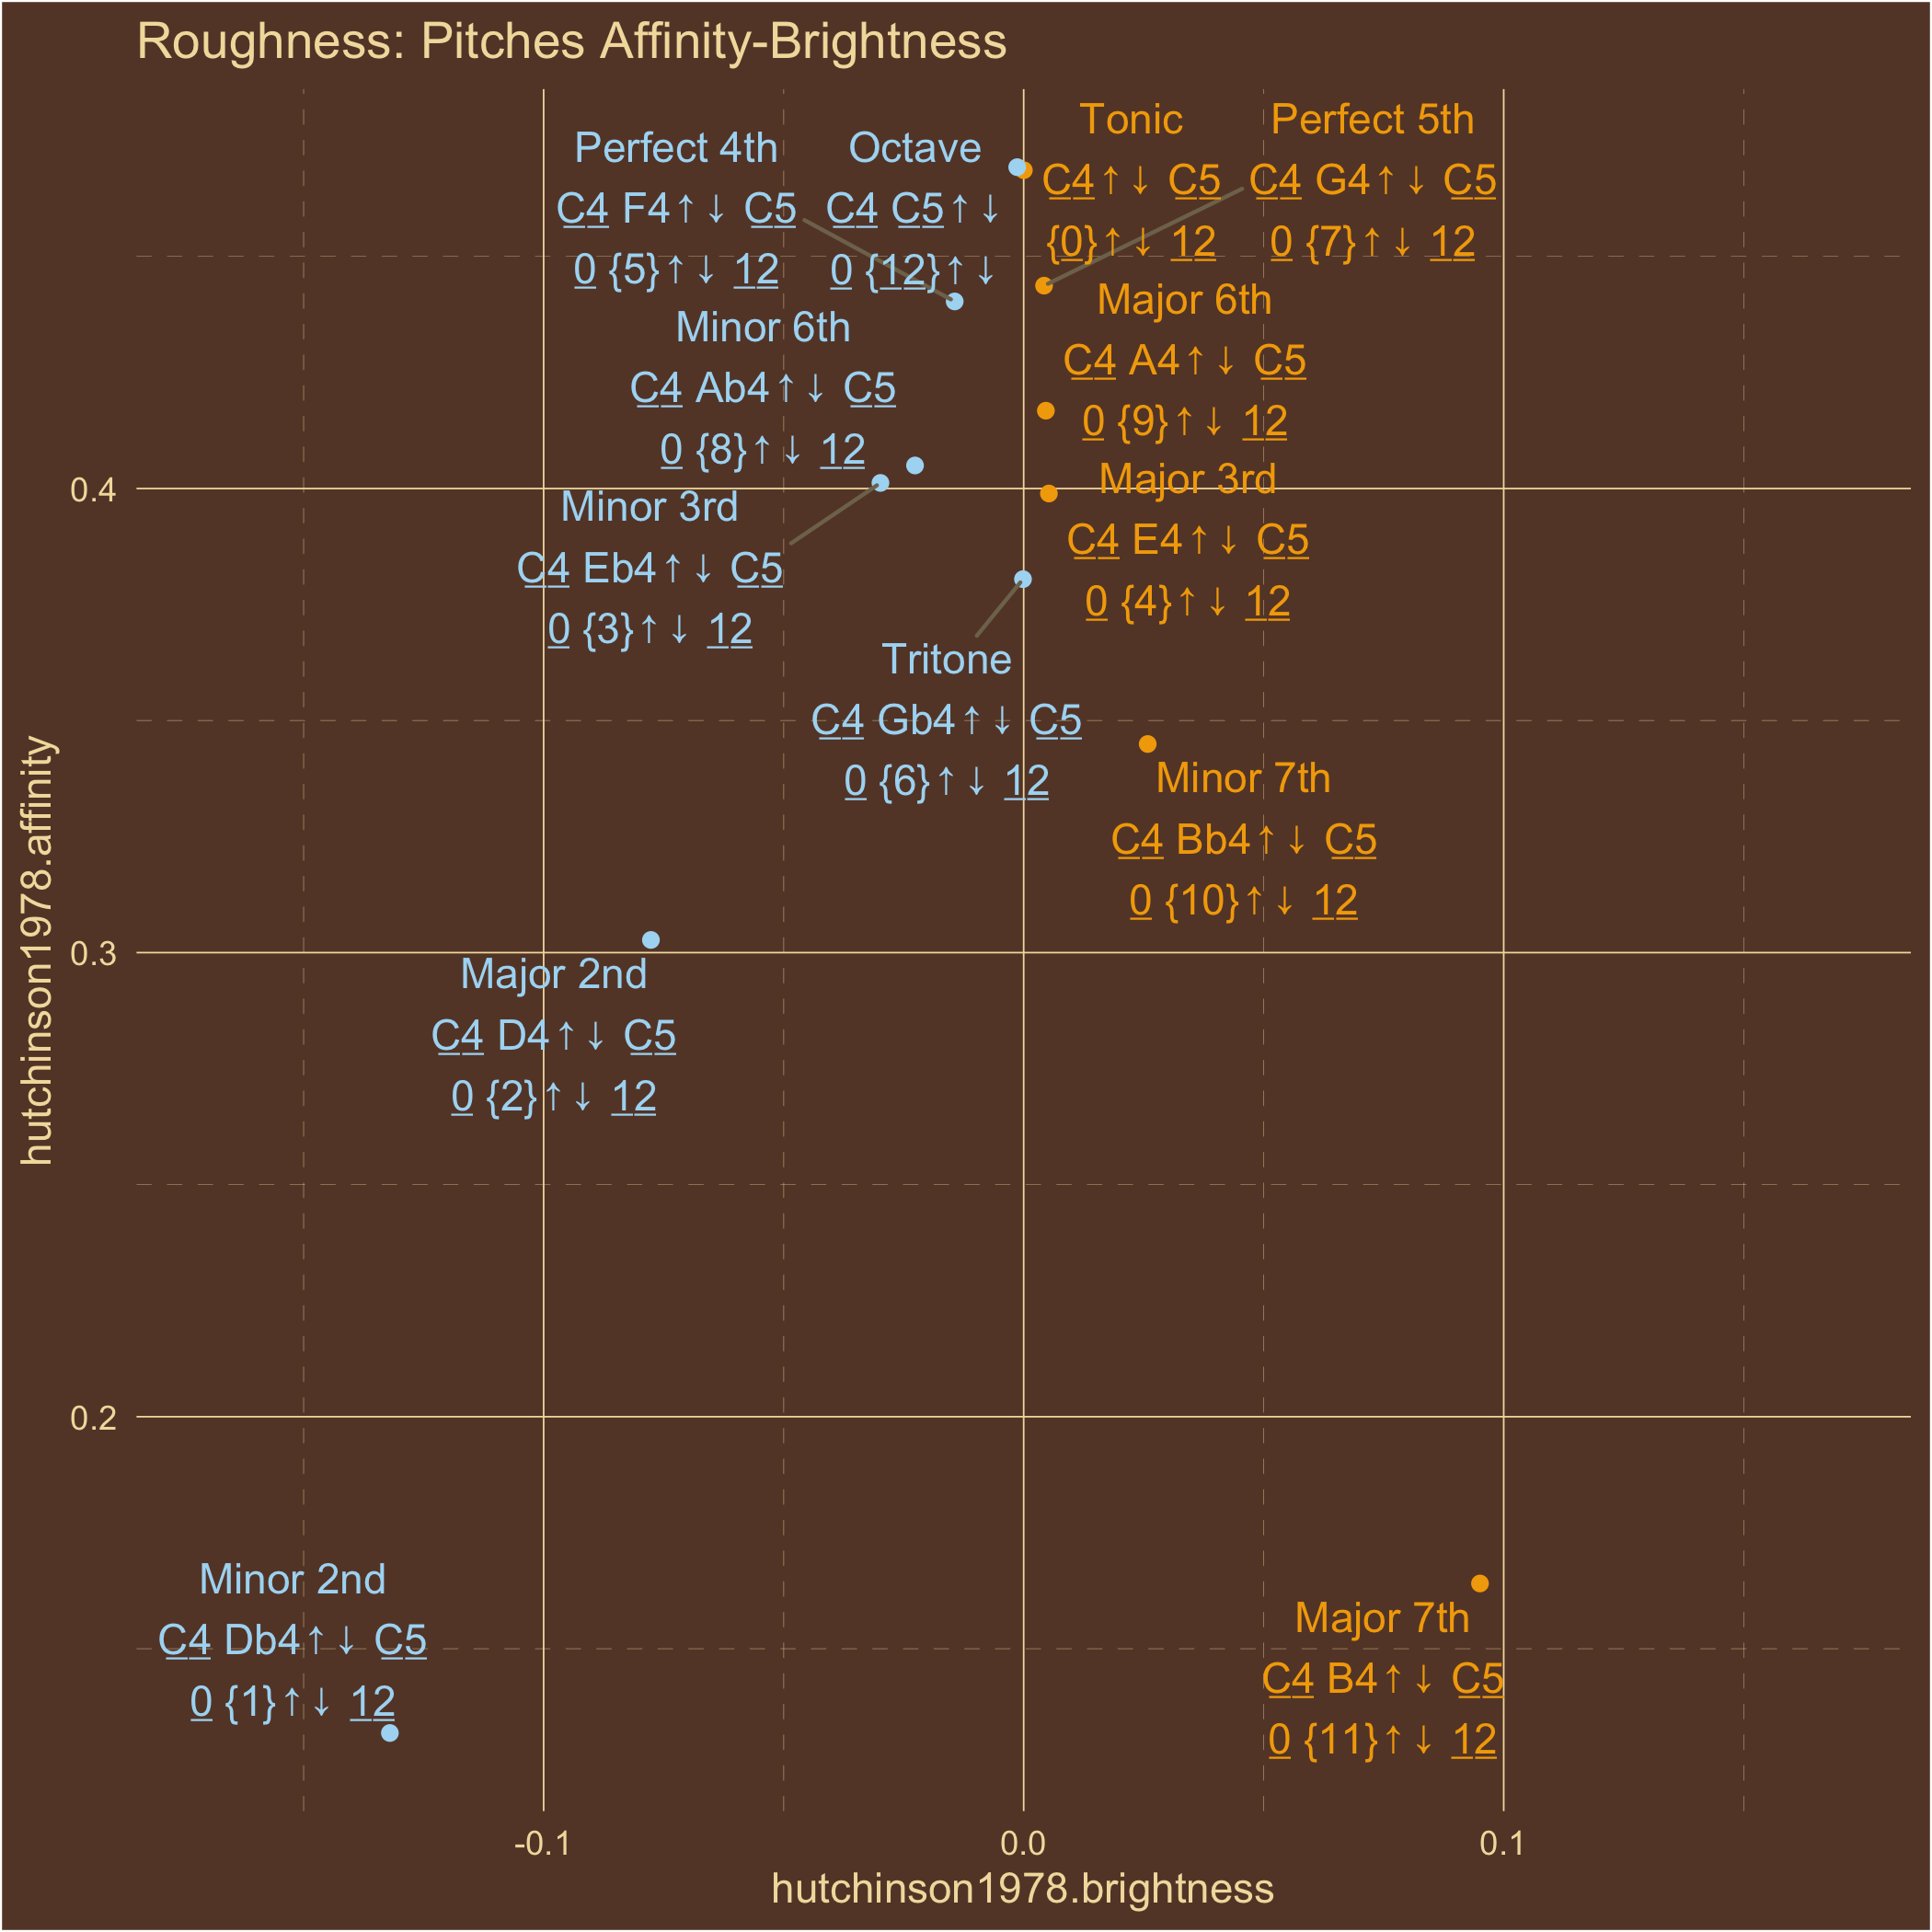 Roughness: Pitches Affinity-Brightness
Perfect 4th
C4 F4↑↓ C5
0 {5}↑↓ 12
Octave
C4 C5↑↓
0 {12}↑↓
Tonic
C4↑↓ C5
{0}↑↓ 12
Perfect 5th
C4 G4↑↓ C5
0 {7}↑↓ 12
Minor 6th
C4 Ab4↑↓ C5
0 {8}↑↓ 12
Major 6th
C4 A4↑↓ C5
0 {9}↑↓ 12
Minor 3rd
C4 Eb4↑↓ C5
0 {3}↑↓ 12
Major 3rd
C4 E4↑↓ C5
0 {4}↑↓ 12
Tritone
C4 Gb4↑↓ C5
0 {6}↑↓ 12
Minor 7th
C4 Bb4↑↓ C5
0 {10}↑↓ 12
Major 2nd
C4 D4↑↓ C5
0 {2}↑↓ 12
Minor 2nd
C4 Db4↑↓ C5
0 {1}↑↓ 12
Major 7th
C4 B4↑↓ C5
0 {11}↑↓ 12
0.4
0.3
0.2
hutchinson1978.affinity
-0.1
0.0
0.1
hutchinson1978.brightness